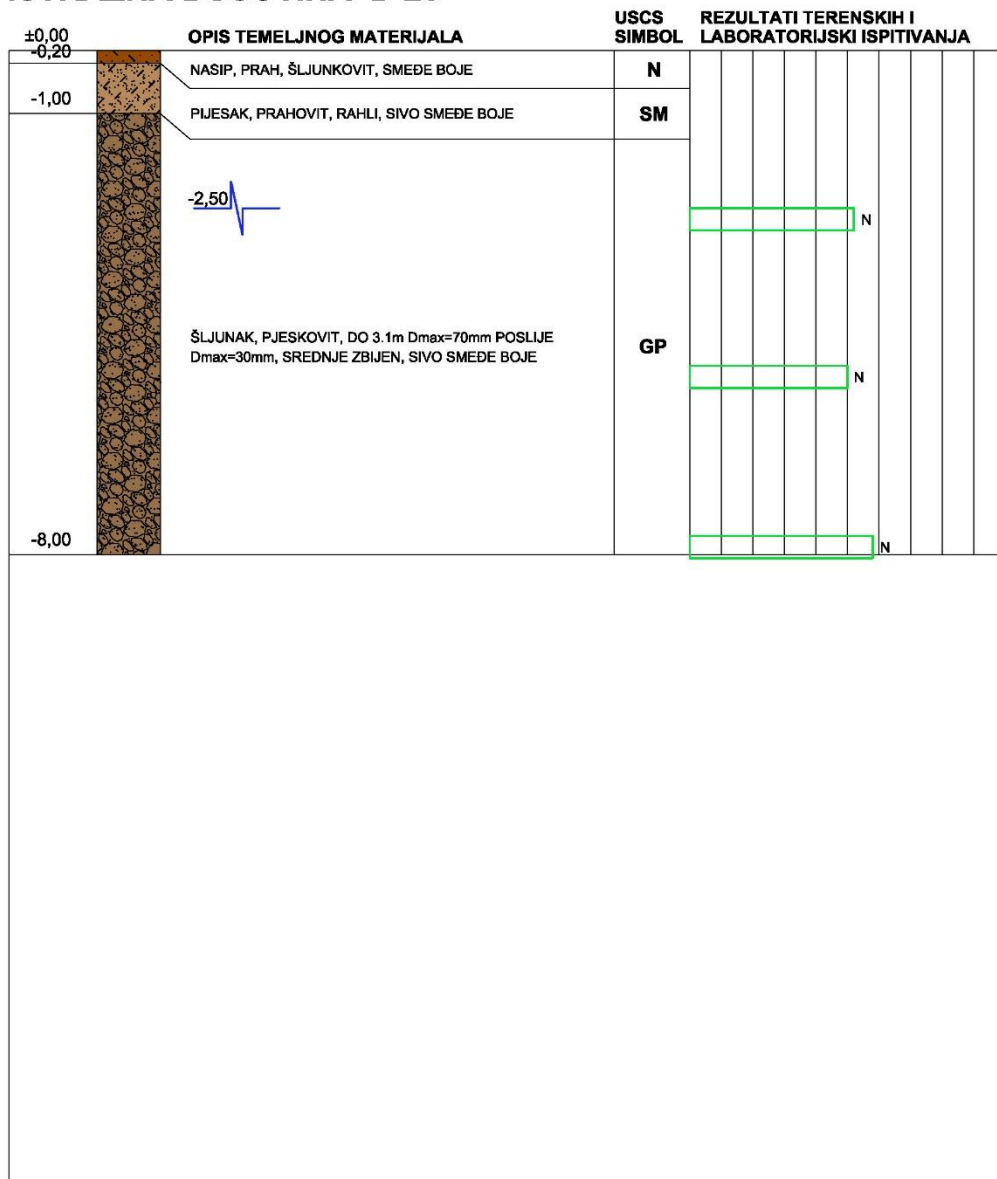 USCS REZULTATI TERENSKIH I
±0,00 OPIS TEMELJNOG MATERIJALA SIMBOL LABORATORIJSKI ISPITIVANJA
-0,20
NASIP, PRAH, ŠLJUNKOVIT, SMEĐE BOJE N
-1,00
PIJESAK, PRAHOVIT, RAHLI, SIVO SMEĐE BOJE SM
-2,50
N
ŠLJUNAK, PJESKOVIT, DO 3.1m Dmax=70mm POSLIJE
Dmax=30mm, SREDNJE ZBIJEN, SIVO SMEĐE BOJE
GP
N
-8,00
N